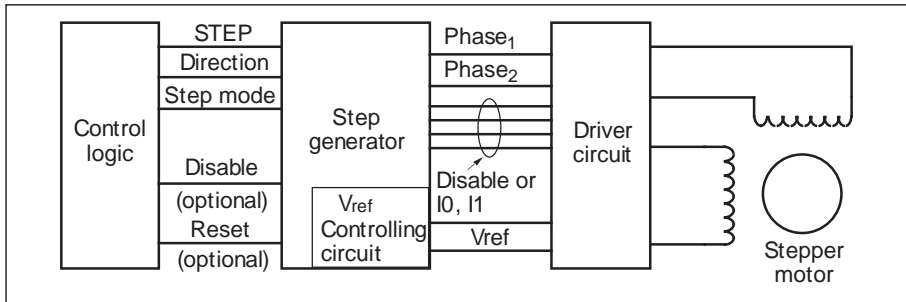 STEP
Direction
Step mode
Control
logic
Disable
(optional)
Reset
(optional)
Step
generator
Vref
Controlling
circuit
Phase1
Phase2
Disable or
I0, I1
Vref
Driver
circuit
Stepper
motor